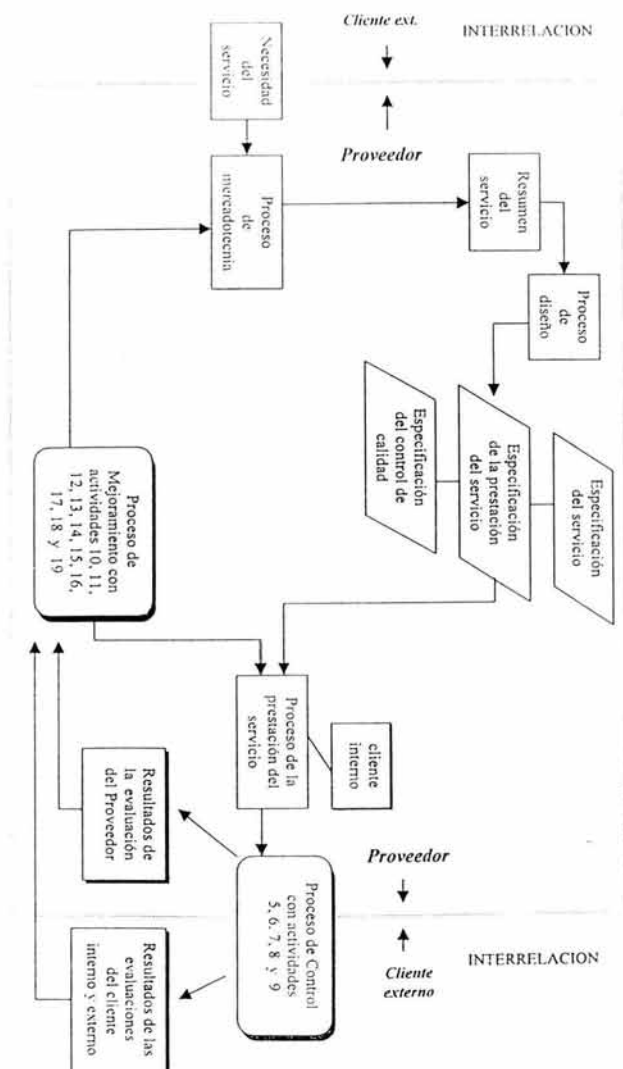 Cliente ext.
INTERRELACION
Necesidad
del
servicio
Proveedor
Proceso
de
mercadotecnia
Resumen
del
servicio
Proceso
de
diseño
Especificación
del servicio
Especificación
de la prestación
del servicio
Especificación
del control de
calidad
Proceso de
Mejoramiento con
actividades 10, 11,
12, 13, 14, 15, 16,
17, 18 y 19
Proceso de la
prestación del
servicio
cliente
interno
Resultados de
la evaluación
del Proveedor
Proceso de Control
con actividades
5, 6. 7, 8 y 9
Proveedor
Cliente
externo
INTERRELACION
Resultados de las
evaluaciones
del cliente
interno y externo